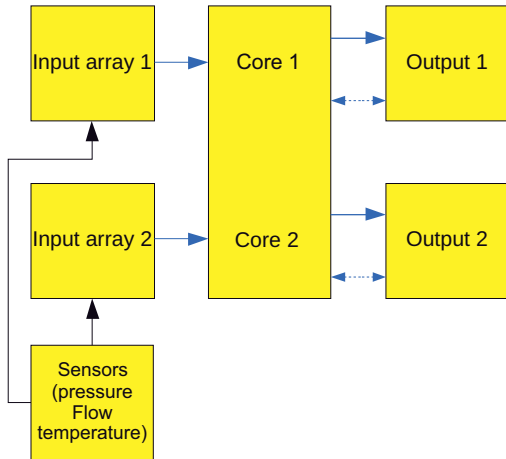 Input array 1
Core 1
Output 1
Input array 2
Core 2
Output 2
Sensors
(pressure
Flow
temperature)